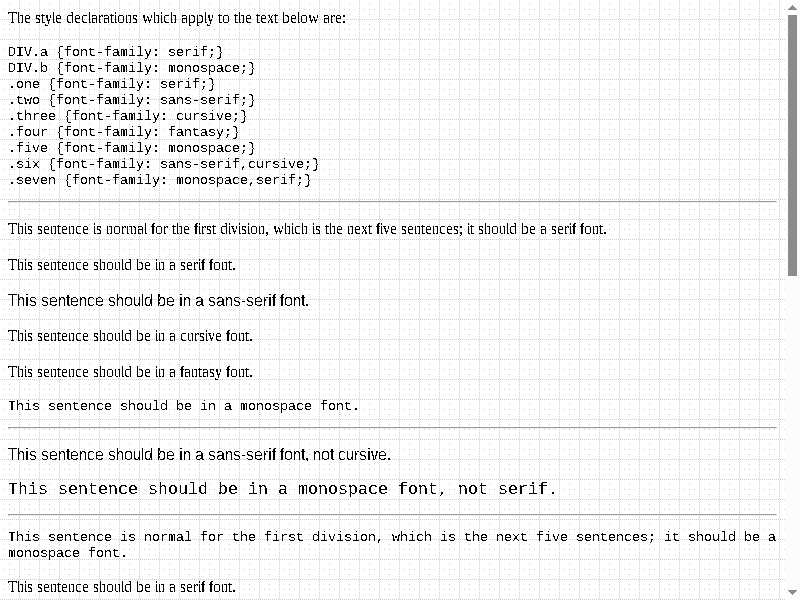 The style declarations which apply to the text below are:
DIV.a {font-family: serif;}
DIV.b {font-family: monospace;}
.one {font-family: serif;}
.two {font-family: sans-serif;}
.three {font-family: cursive;}
.four {font-family: fantasy;}
.five {font-family: monospace;}
.six {font-family: sans-serif,cursive;}
.seven {font-family: monospace,serif;}
This sentence is normal for the first division, which is the next five sentences; it should be a serif font.
This sentence should be in a serif font.
This sentence should be in a sans-serif font.
This sentence should be in a cursive font.
This sentence should be in a fantasy font.
This sentence should be in a monospace font.
This sentence should be in a sans-serif font, not cursive.
This sentence should be in a monospace font, not serif.
This sentence is normal for the first division, which is the next five sentences; it should be a
monospace font.
This sentence should be in a serif font.